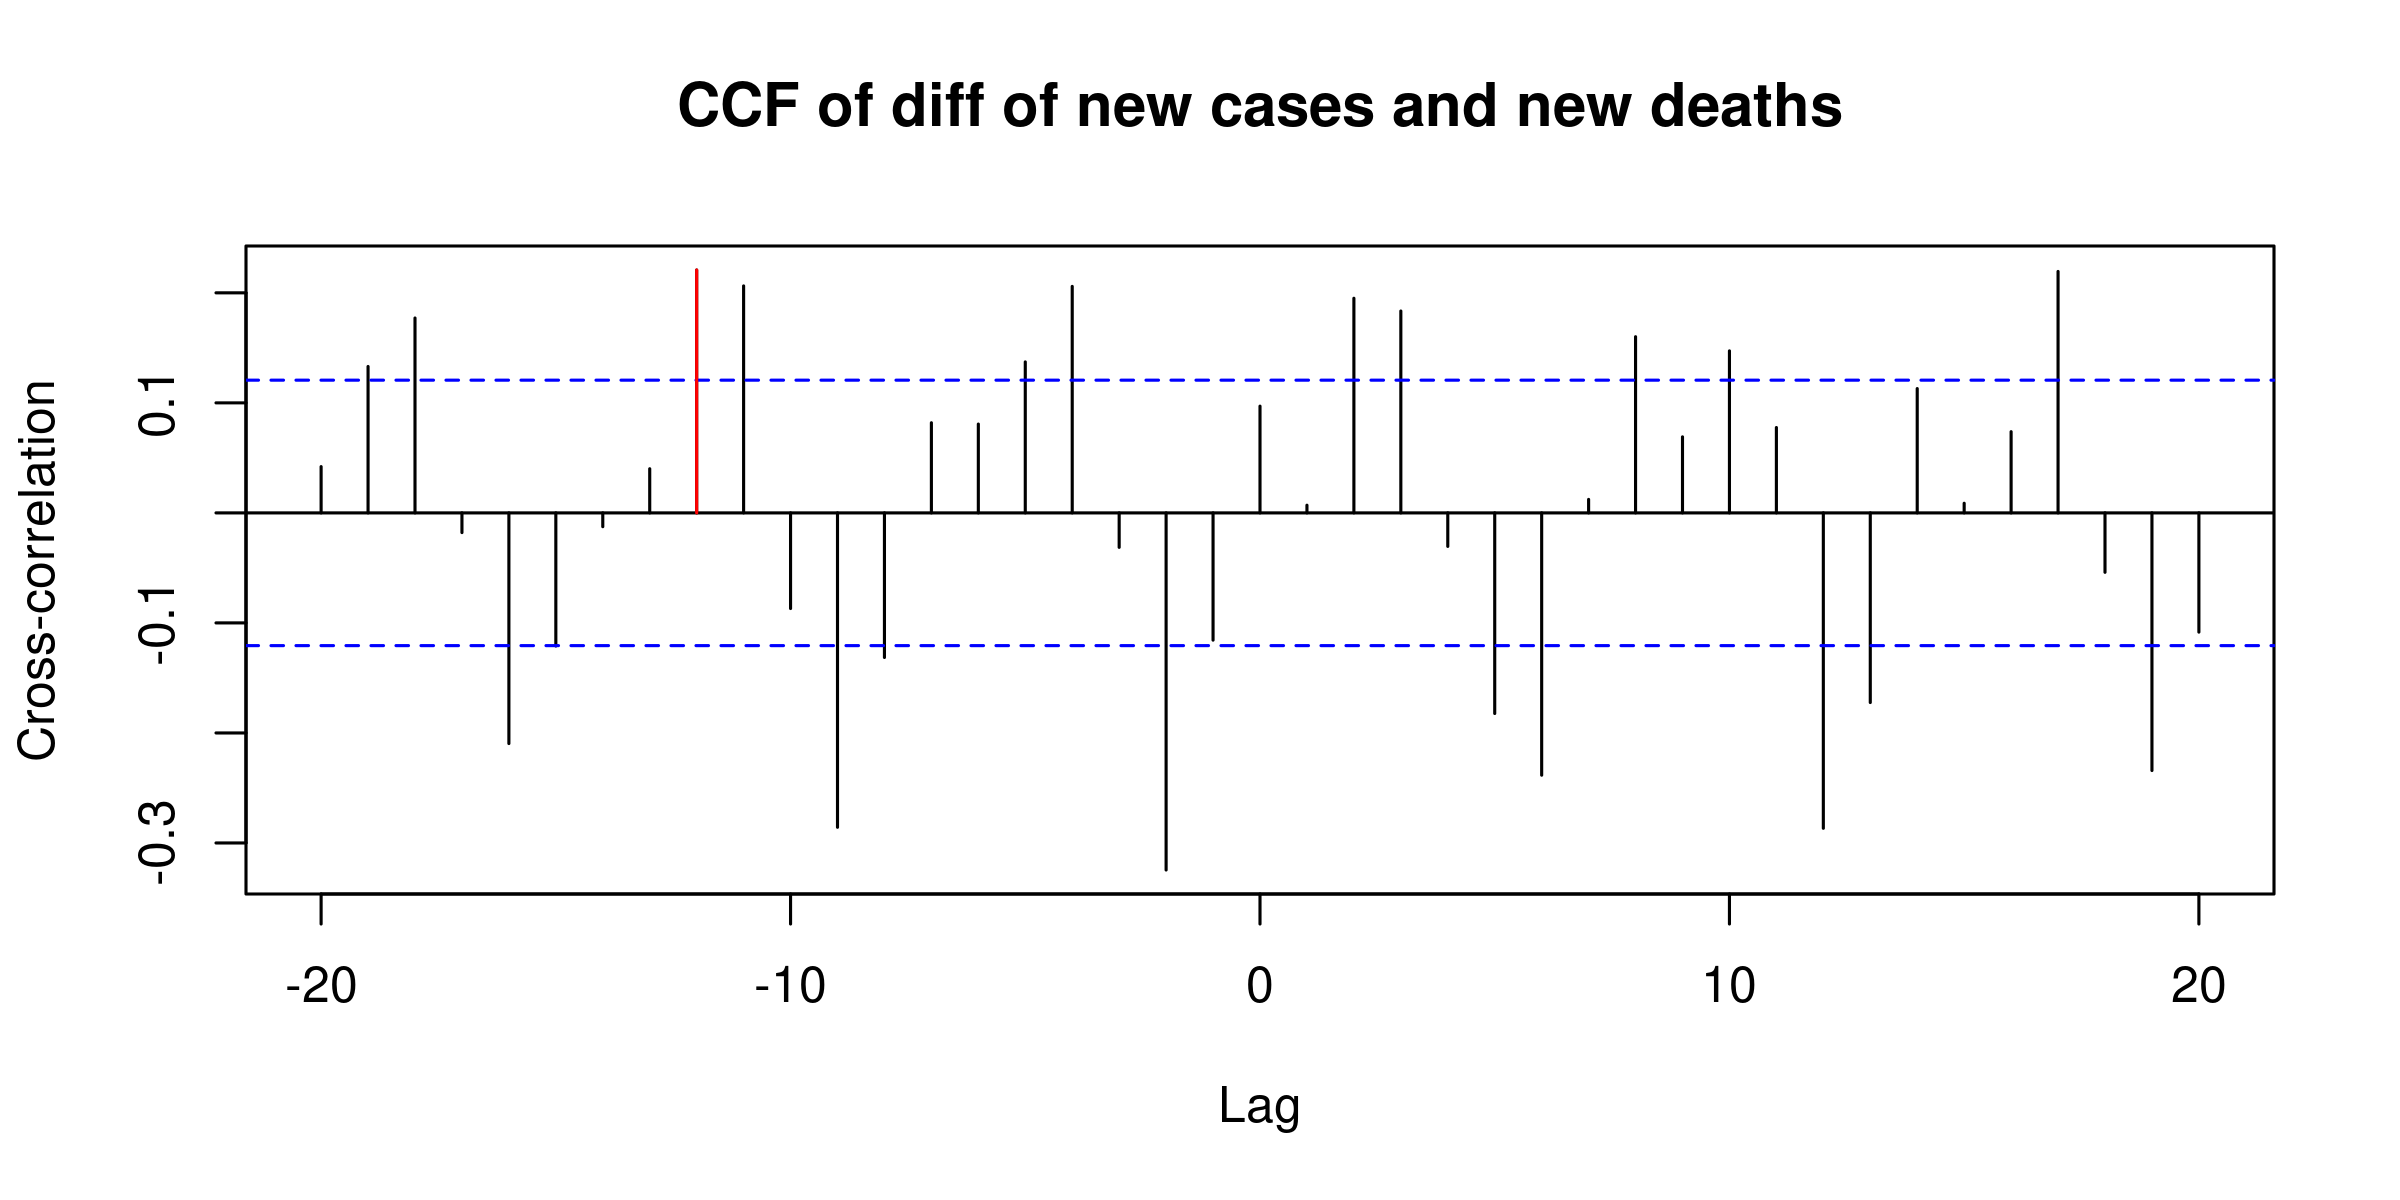 CCF of diff of new cases and new deaths
Cross-correlation
0.1
-0.1
-0.3
-20 -10 0 10 20
Lag